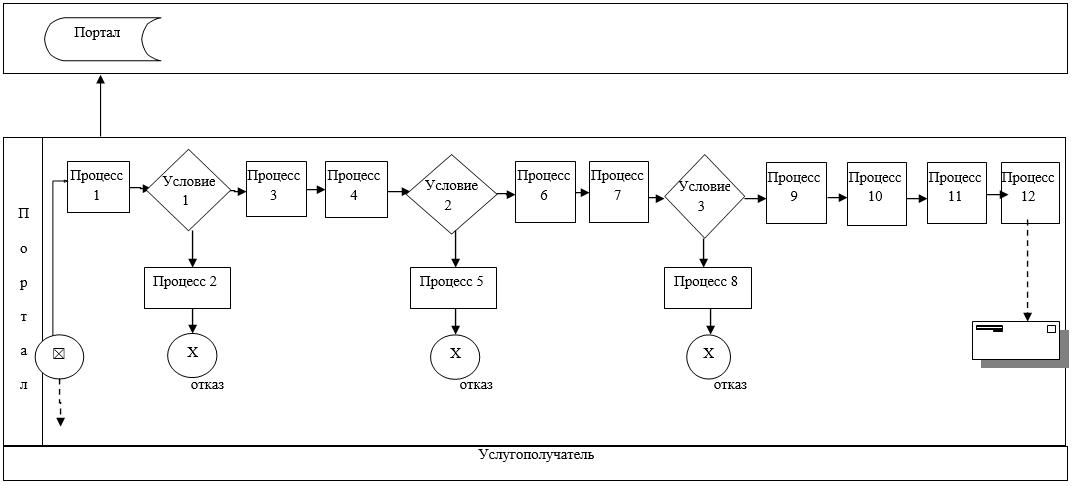 Портал
Портал
Процесс
1
Условие
1
Процесс
3
Процесс
4
Условие
2
Процесс
6
Процесс
7
Условие
3
Процесс
9
Процесс
10
Процесс
11
Процесс
12
Процесс 2
Процесс 5
Процесс 8
X
отказ
X
отказ
X
отказ
Услугополучатель